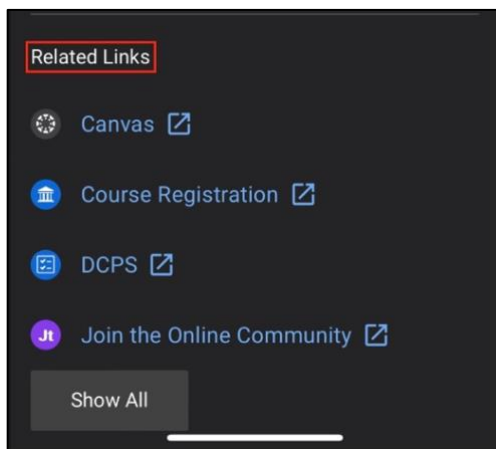 Related Links
Canvas
Course Registration
DCPS
Jt Join the Online Community
Show All